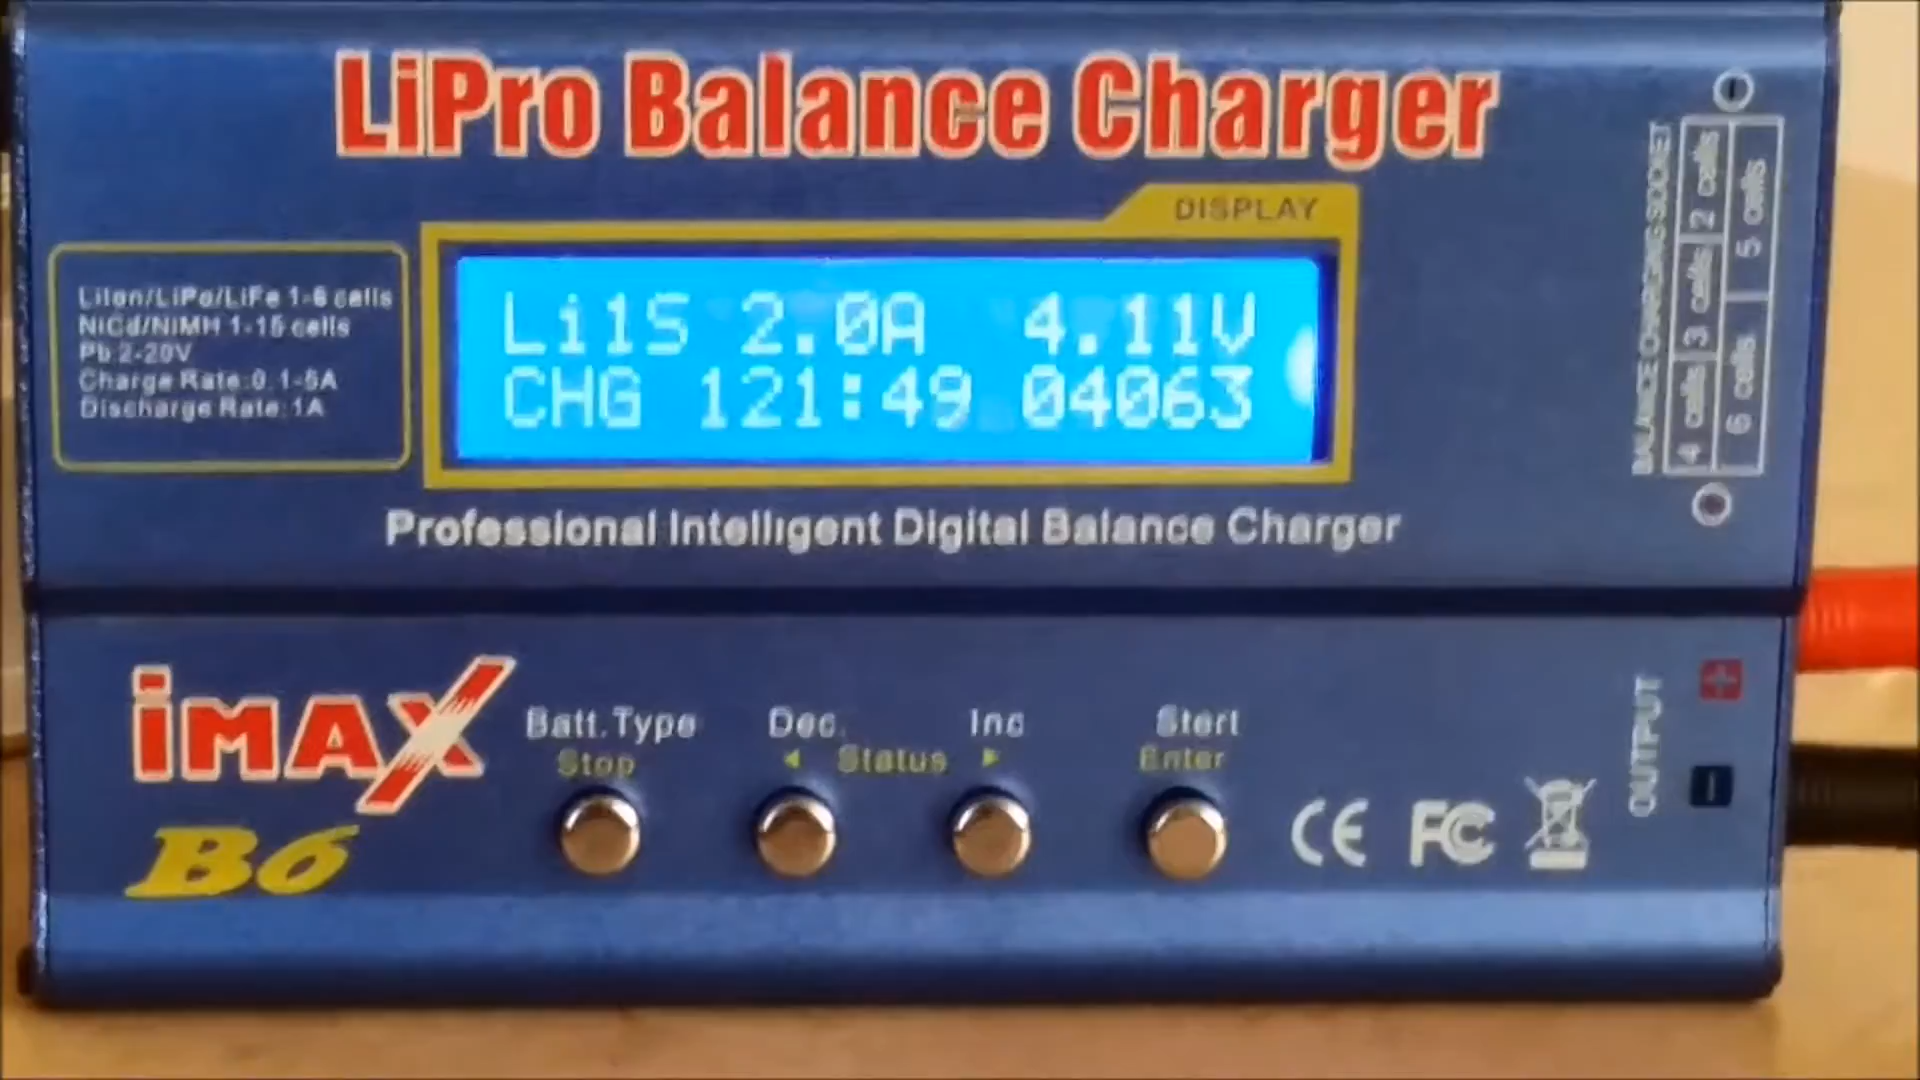 LiPro Balance Charger
DISPLAY
LiIon/LiPo/LiFe 1-6 cells
NiCd/NiMH 1-15 cells
Pb 2-20V
Charge Rate:0.1-5A
Discharge Rate:1A
Li1S 2.0A 4.11V
CHG 121:49 04063
BALANCE CHARGING SOCKET
2 cells
3 cells
4 cells
5 cells
6 cells
Professional Intelligent Digital Balance Charger
iMAX
B6
Batt.Type
Stop
Dec.
◄ Status ►
Inc
Start
Enter
CE FC
OUTPUT
+
-